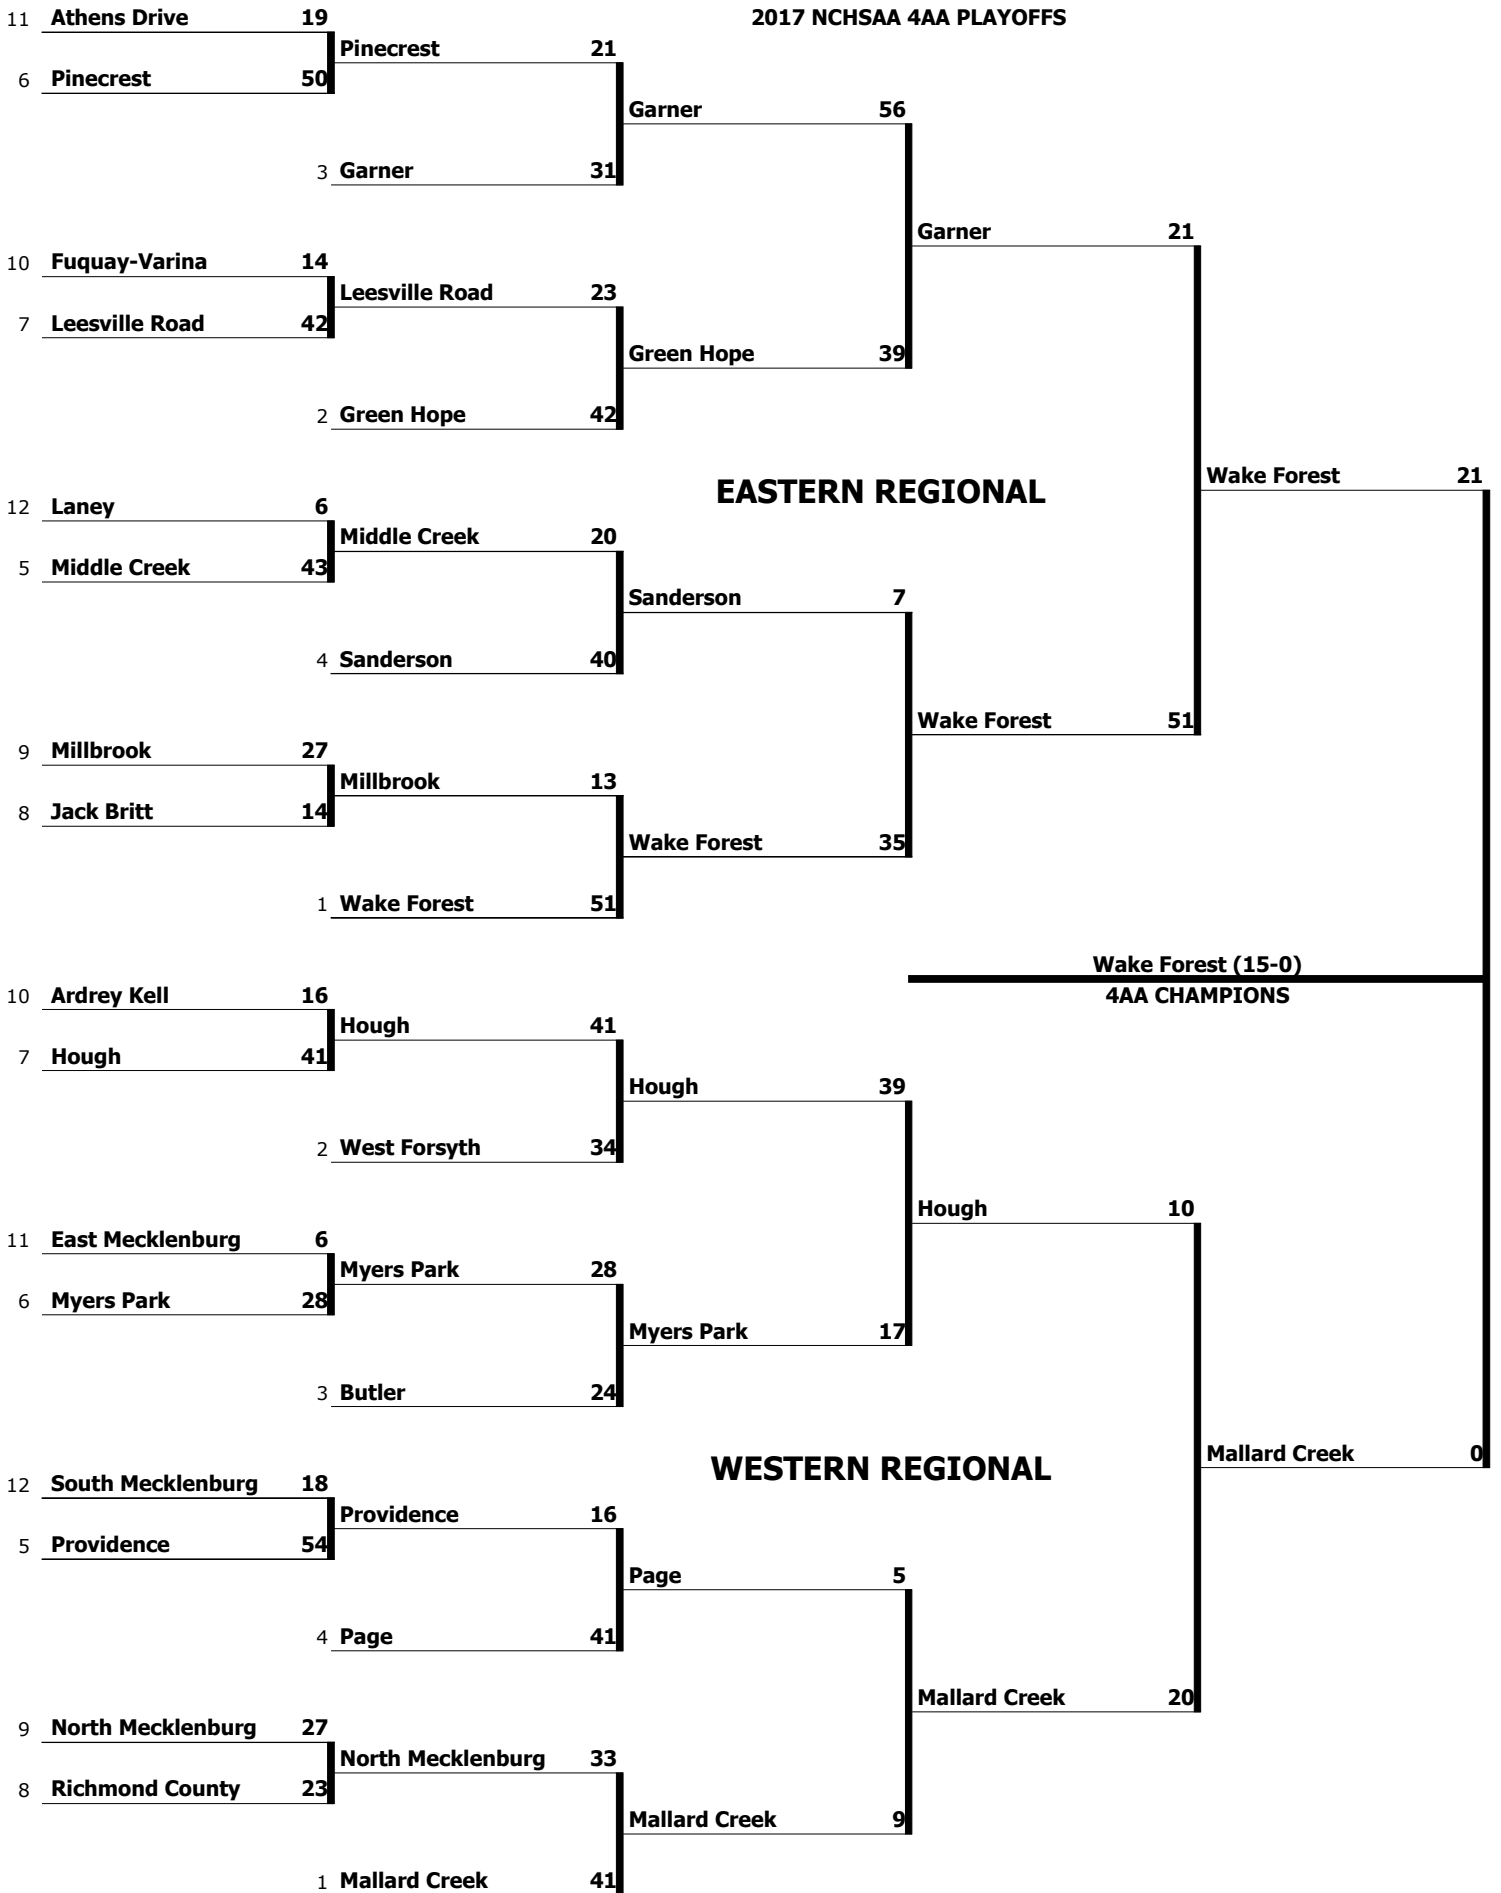 2017 NCHSAA 4AA PLAYOFFS
11 Athens Drive 19
Pinecrest 21
6 Pinecrest 50
Garner 56
3 Garner 31
Garner 21
10 Fuquay-Varina 14
Leesville Road 23
7 Leesville Road 42
Green Hope 39
2 Green Hope 42
EASTERN REGIONAL
Wake Forest 21
12 Laney 6
Middle Creek 20
5 Middle Creek 43
Sanderson 7
4 Sanderson 40
Wake Forest 51
9 Millbrook 27
Millbrook 13
8 Jack Britt 14
Wake Forest 35
1 Wake Forest 51
Wake Forest (15-0)
4AA CHAMPIONS
10 Ardrey Kell 16
Hough 41
7 Hough 41
Hough 39
2 West Forsyth 34
Hough 10
11 East Mecklenburg 6
Myers Park 28
6 Myers Park 28
Myers Park 17
3 Butler 24
WESTERN REGIONAL
Mallard Creek 0
12 South Mecklenburg 18
Providence 16
5 Providence 54
Page 5
4 Page 41
Mallard Creek 20
9 North Mecklenburg 27
North Mecklenburg 33
8 Richmond County 23
Mallard Creek 9
1 Mallard Creek 41